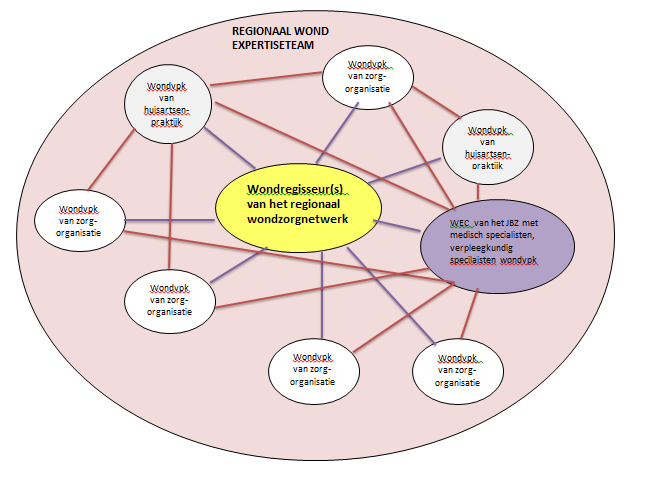 REGIONAAL WOND
EXPERTISETEAM
Wondvpk
van zorg-
organisatie
Wondvpk
van
huisartsen-
praktijk
Wondvpk
van
huisartsen-
praktijk
Wondregisseur(s)
van het regionaal
wondzorgnetwerk
Wondvpk
van zorg-
organisatie
WEC van het JBZ met
medisch specialisten,
verpleegkundig
specilaisten wondvpk
Wondvpk
van zorg-
organisatie
Wondvpk
van zorg-
organisatie
Wondvpk
van zorg-
organisatie